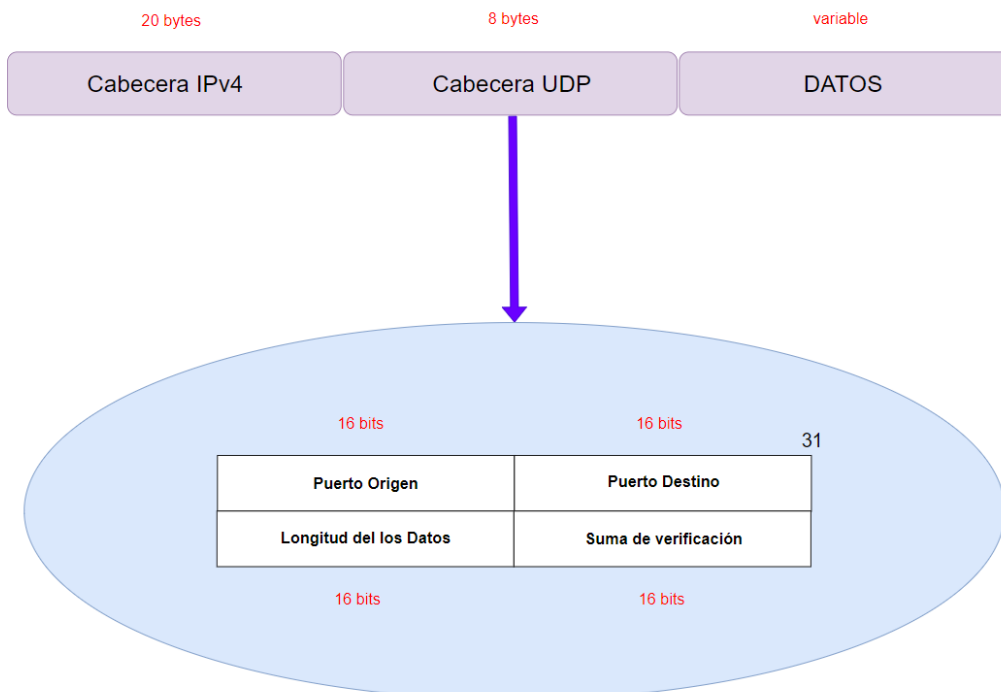 20 bytes
8 bytes
variable
Cabecera IPv4
Cabecera UDP
DATOS
16 bits
16 bits
31
Puerto Origen
Puerto Destino
Longitud del los Datos
Suma de verificación
16 bits
16 bits